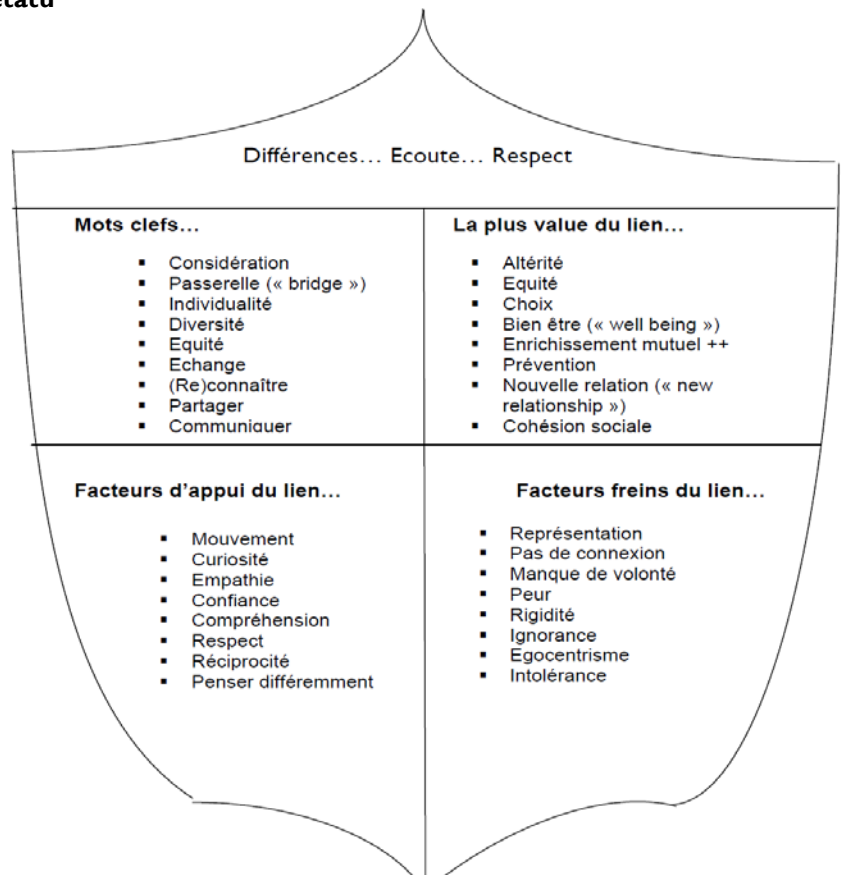 Différences… Ecoute… Respect
Mots clefs…
▪ Considération
▪ Passerelle (« bridge »)
▪ Individualité
▪ Diversité
▪ Equité
▪ Echange
▪ (Re)connaître
▪ Partager
▪ Communiquer
La plus value du lien…
▪ Altérité
▪ Equité
▪ Choix
▪ Bien être (« well being »)
▪ Enrichissement mutuel ++
▪ Prévention
▪ Nouvelle relation (« new
relationship »)
▪ Cohésion sociale
Facteurs d’appui du lien…
▪ Mouvement
▪ Curiosité
▪ Empathie
▪ Confiance
▪ Compréhension
▪ Respect
▪ Réciprocité
▪ Penser différemment
Facteurs freins du lien…
▪ Représentation
▪ Pas de connexion
▪ Manque de volonté
▪ Peur
▪ Rigidité
▪ Ignorance
▪ Egocentrisme
▪ Intolérance